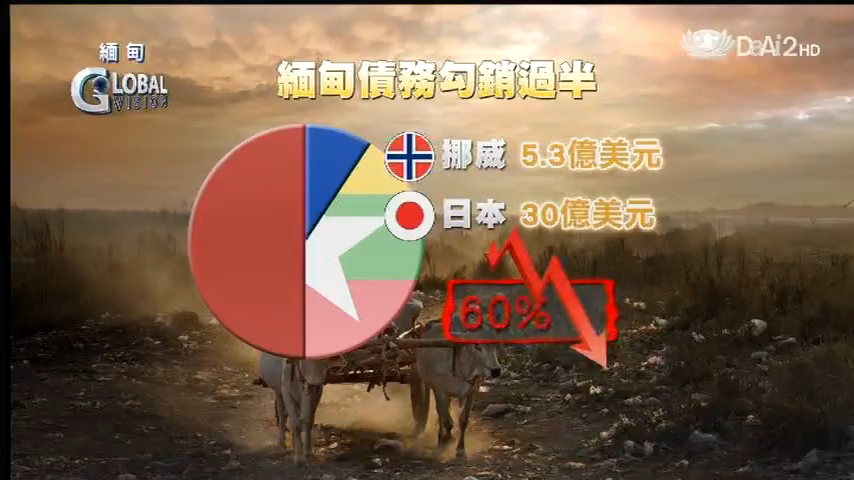 緬甸
GLOBAL
VISION
DaAi2HD
緬甸債務勾銷過半
挪威 5.3億美元
日本 30億美元
60%